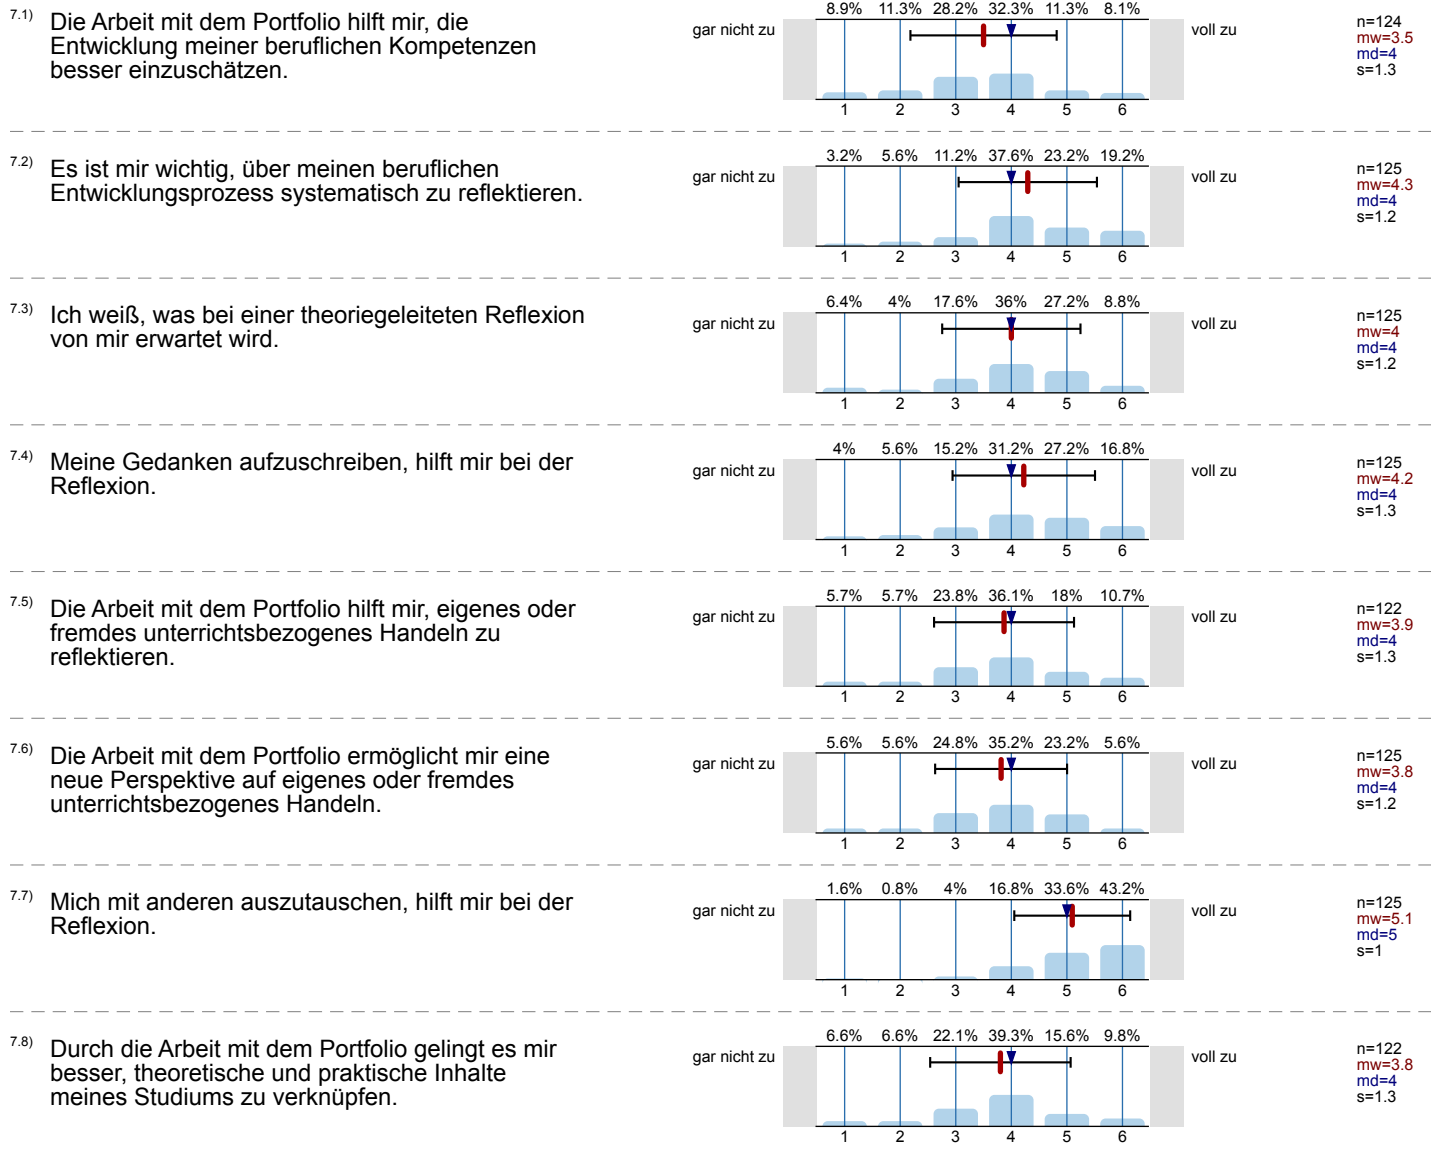 7.1) Die Arbeit mit dem Portfolio hilft mir, die
Entwicklung meiner beruflichen Kompetenzen
besser einzuschätzen.
gar nicht zu
8.9% 11.3% 28.2% 32.3% 11.3% 8.1%
1 2 3 4 5 6
voll zu
n=124
mw=3.5
md=4
s=1.3
7.2) Es ist mir wichtig, über meinen beruflichen
Entwicklungsprozess systematisch zu reflektieren.
gar nicht zu
3.2% 5.6% 11.2% 37.6% 23.2% 19.2%
1 2 3 4 5 6
voll zu
n=125
mw=4.3
md=4
s=1.2
7.3) Ich weiß, was bei einer theoriegeleiteten Reflexion
von mir erwartet wird.
gar nicht zu
6.4% 4% 17.6% 36% 27.2% 8.8%
1 2 3 4 5 6
voll zu
n=125
mw=4
md=4
s=1.2
7.4) Meine Gedanken aufzuschreiben, hilft mir bei der
Reflexion.
gar nicht zu
4% 5.6% 15.2% 31.2% 27.2% 16.8%
1 2 3 4 5 6
voll zu
n=125
mw=4.2
md=4
s=1.3
7.5) Die Arbeit mit dem Portfolio hilft mir, eigenes oder
fremdes unterrichtsbezogenes Handeln zu
reflektieren.
gar nicht zu
5.7% 5.7% 23.8% 36.1% 18% 10.7%
1 2 3 4 5 6
voll zu
n=122
mw=3.9
md=4
s=1.3
7.6) Die Arbeit mit dem Portfolio ermöglicht mir eine
neue Perspektive auf eigenes oder fremdes
unterrichtsbezogenes Handeln.
gar nicht zu
5.6% 5.6% 24.8% 35.2% 23.2% 5.6%
1 2 3 4 5 6
voll zu
n=125
mw=3.8
md=4
s=1.2
7.7) Mich mit anderen auszutauschen, hilft mir bei der
Reflexion.
gar nicht zu
1.6% 0.8% 4% 16.8% 33.6% 43.2%
1 2 3 4 5 6
voll zu
n=125
mw=5.1
md=5
s=1
7.8) Durch die Arbeit mit dem Portfolio gelingt es mir
besser, theoretische und praktische Inhalte
meines Studiums zu verknüpfen.
gar nicht zu
6.6% 6.6% 22.1% 39.3% 15.6% 9.8%
1 2 3 4 5 6
voll zu
n=122
mw=3.8
md=4
s=1.3